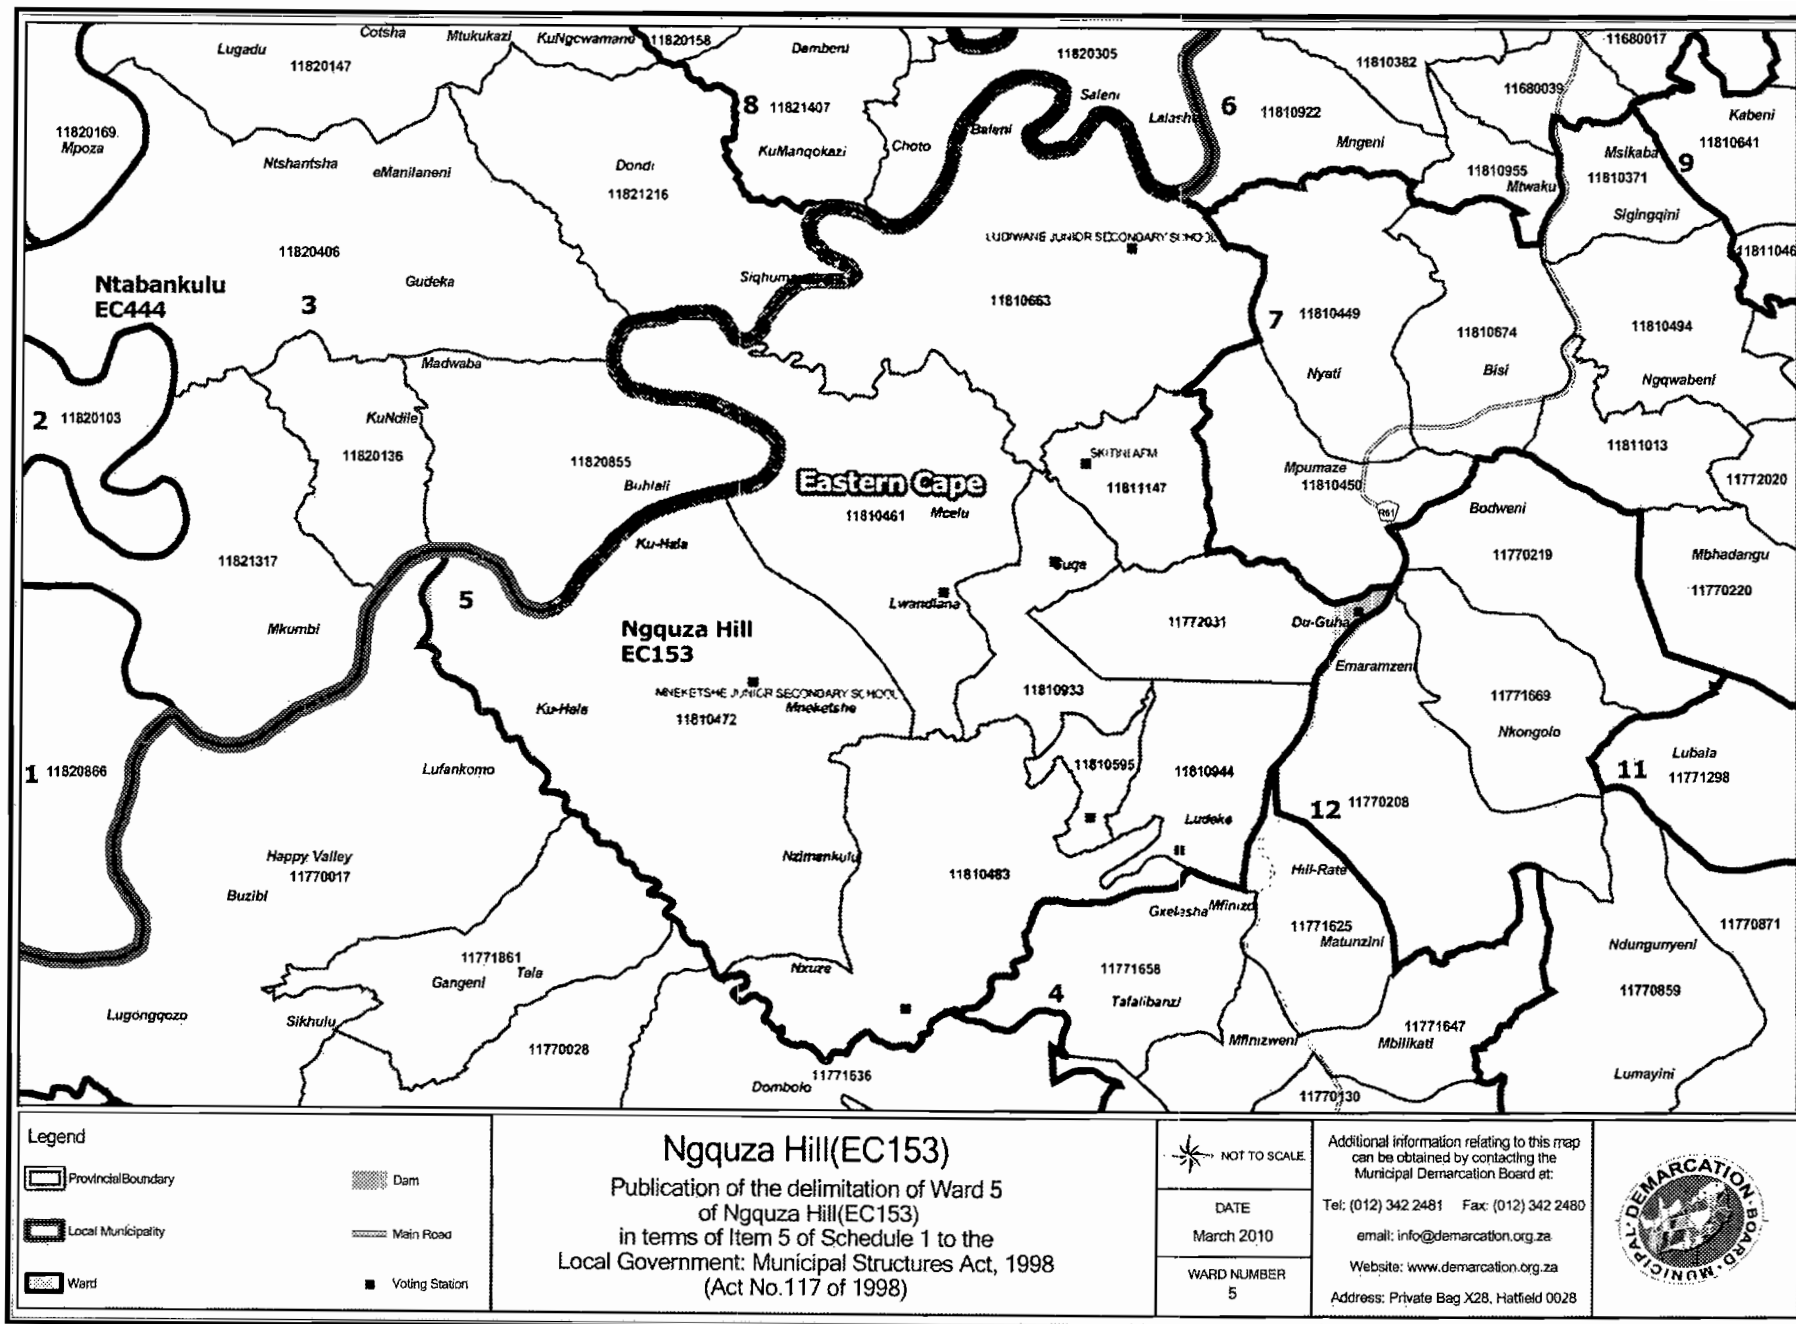 Lugadu
Cotsha
Mtukukazi
KuNgcwamane
11820158
Dambeni
11820147
11820305
11680017
11810382
11680039
Saleni
8
11821407
6
11810922
Kabeni
11820169
Mpoza
Baleni
Lalashe
11810641
Choto
Mngeni
Msikaba
9
KuManqokazi
Ntshantsha
eManilaneni
Dondi
11810955
Mtwaku
11810371
11821216
Sigingqini
LUDIWANE JUNIOR SECONDARY SCHOOL
11820406
11811046
Gudeka
Siqhuma
Ntabankulu
EC444
3
11810663
7
11810449
11810674
11810494
Madwaba
Nyati
Bisi
Ngqwabeni
2
11820103
KuNdile
11820136
11811013
11820855
SKITINI AFM
Buhlali
Eastern Cape
11811147
Mpumaze
11810450
11772020
11810461
Mcelu
R61
Bodweni
Ku-Hala
11821317
Guqa
11770219
Mbhadangu
11770220
5
Lwandlana
Mkumbi
Ngquza Hill
EC153
11772031
Du-Guha
Emaramzeni
MNEKETSHE JUNIOR SECONDARY SCHOOL
11810933
11771669
Ku-Hala
11810472
Mneketshe
Nkongolo
1
11820866
Lufankomo
11810595
11810944
Lubala
11
11771298
12
11770208
Ludeke
Happy Valley
11770017
Nzimankulu
11810483
Hill-Rate
Buzibi
Gxelesha
Mfinizo
11771625
Matunzini
11770871
11771861
Gangeni
Tala
Nxuze
11771658
Ndungunyeni
4
Tafalibanzi
11770859
Lugongqozo
Sikhulu
11771647
11770028
Mfinizweni
Mbilikati
11771636
Dombolo
Lumayini
11770130
Legend
Provincial Boundary
Dam
Local Municipality
Main Road
Ward
Voting Station
Ngquza Hill(EC153)
Publication of the delimitation of Ward 5
of Ngquza Hill(EC153)
in terms of Item 5 of Schedule 1 to the
Local Government: Municipal Structures Act, 1998
(Act No.117 of 1998)
NOT TO SCALE
DATE
March 2010
WARD NUMBER
5
Additional information relating to this map
can be obtained by contacting the
Municipal Demarcation Board at:
Tel: (012) 342 2481 Fax: (012) 342 2480
email: info@demarcation.org.za
Website: www.demarcation.org.za
Address: Private Bag X28, Hatfield 0028
MUNICIPAL DEMARCATION BOARD